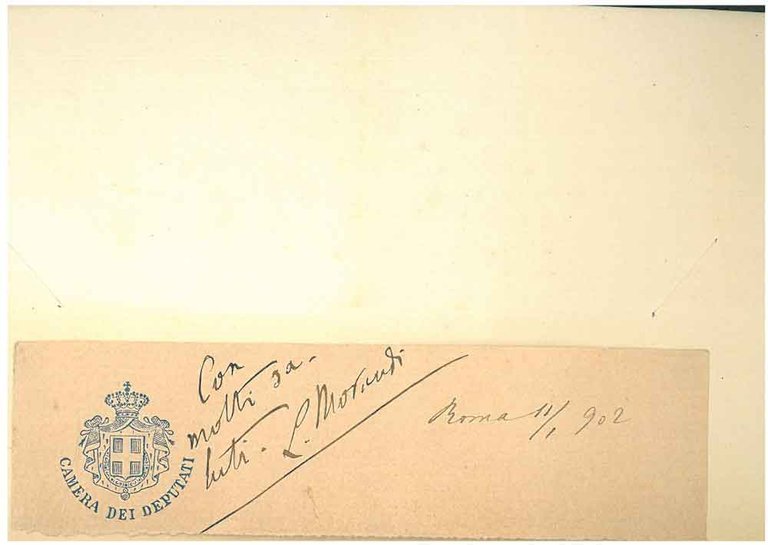 Con
molti sa-
luti. L. Morandi
Roma 11/1 902
CAMERA DEI DEPUTATI